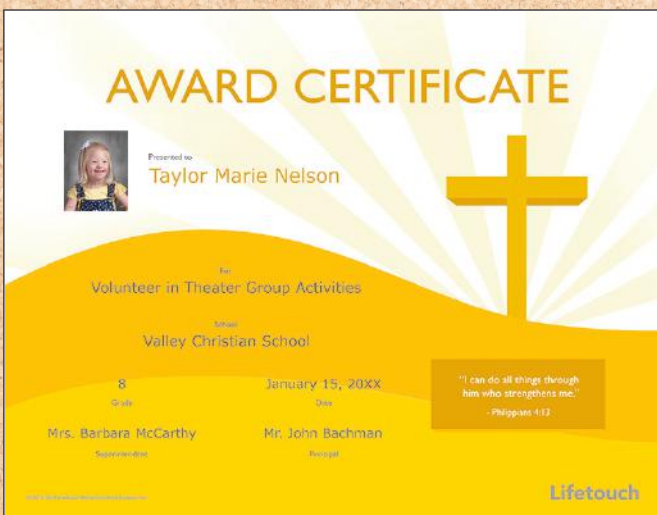 AWARD CERTIFICATE
Presented to
Taylor Marie Nelson
For
Volunteer in Theater Group Activities
School
Valley Christian School
8
January 15, 20XX
Grade
Date
Mrs. Barbara McCarthy
Mr. John Bachman
Superintendent
Principal
"I can do all things through
him who strengthens me."
- Philippians 4:13
Lifetouch